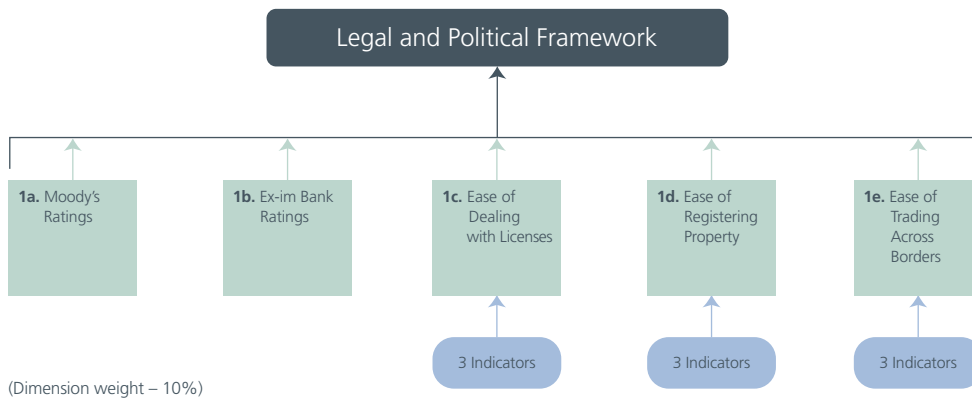 Legal and Political Framework
1a. Moody's
Ratings
1b. Ex-im Bank
Ratings
1c. Ease of
Dealing
with Licenses
1d. Ease of
Registering
Property
1e. Ease of
Trading
Across
Borders
3 Indicators
3 Indicators
3 Indicators
(Dimension weight – 10%)